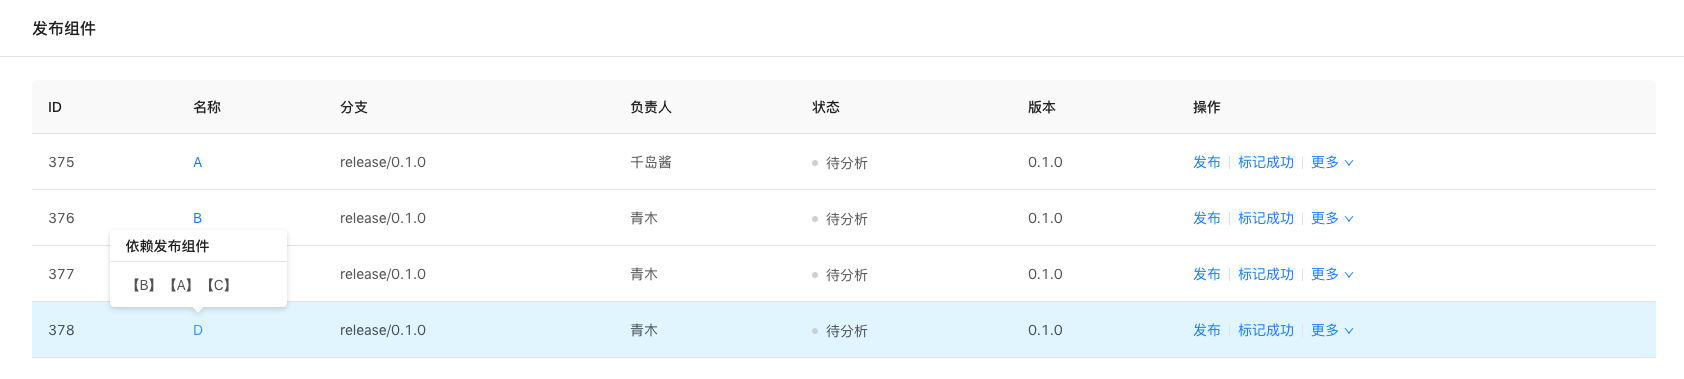 发布组件
ID 名称 分支 负责人 状态 版本 操作
375 A release/0.1.0 千岛酱 待分析 0.1.0 发布 标记成功 更多
376 B release/0.1.0 青木 待分析 0.1.0 发布 标记成功 更多
依赖发布组件
377 release/0.1.0 青木 待分析 0.1.0 发布 标记成功 更多
【B】【A】【C】
378 D release/0.1.0 青木 待分析 0.1.0 发布 标记成功 更多